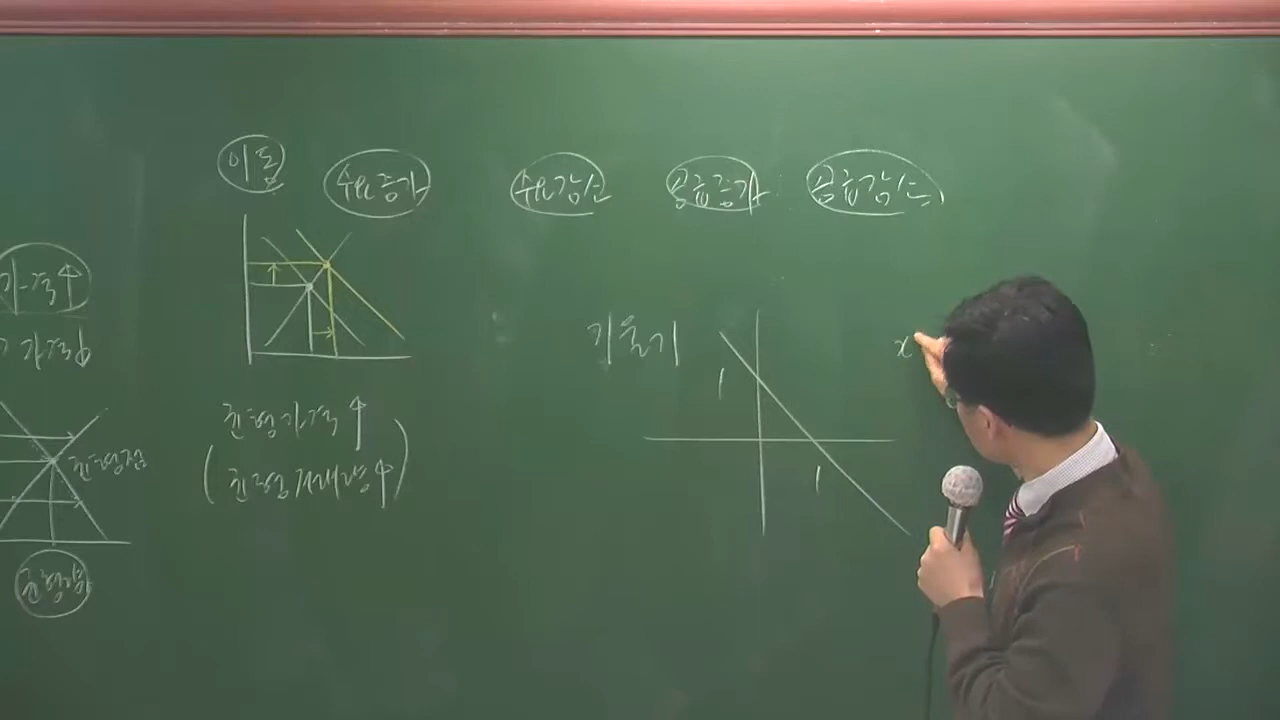 이동 수요증가 수요감소 공급증가 공급감소
가격↑
가격↓
기울기
x
1
균형가격↑
균형점
(균형거래량↑)
1
균형량